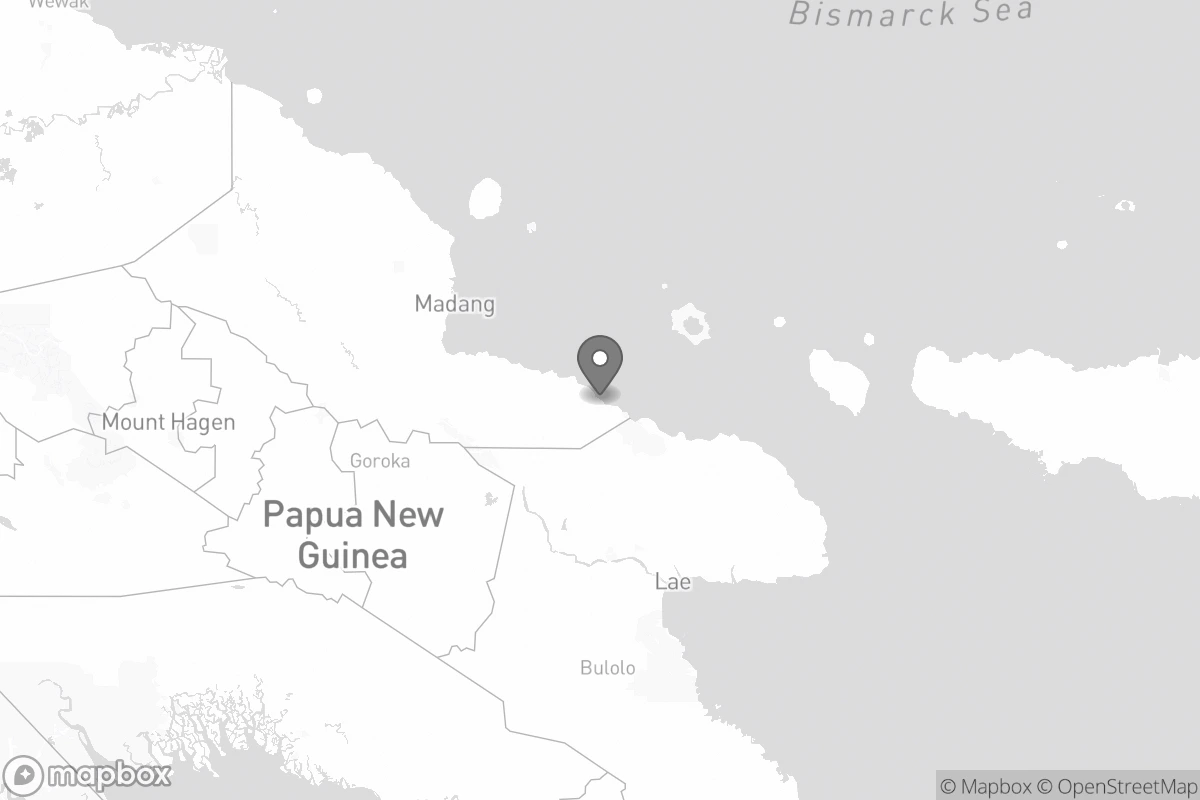 Wewak
Bismarck Sea
Madang
Mount Hagen
Goroka
Papua New
Guinea
Lae
Bulolo
mapbox
© Mapbox © OpenStreetMap